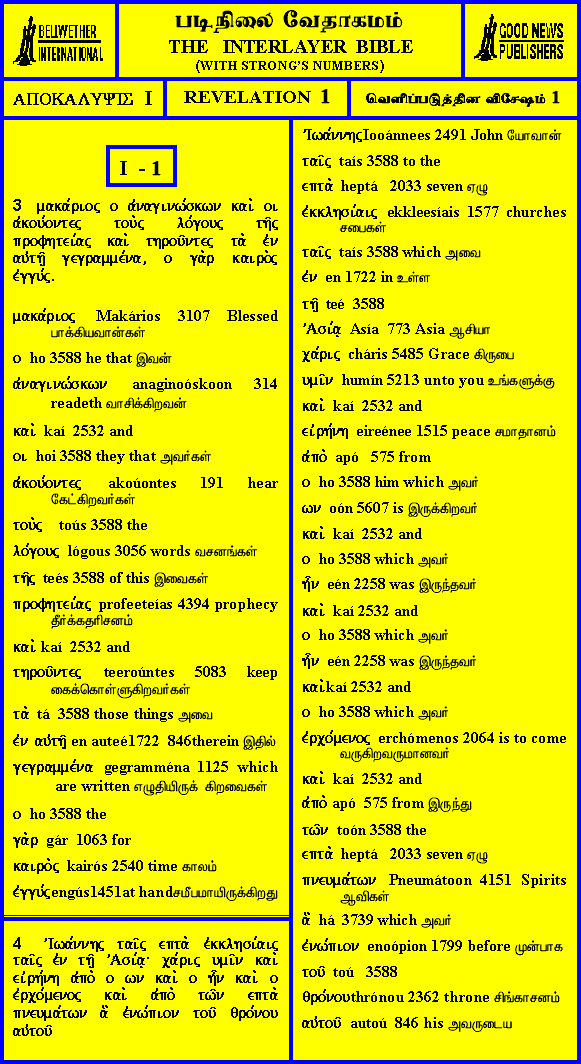 BELLWETHER
INTERNATIONAL
படிநிலை வேதாகமம்
THE INTERLAYER BIBLE
(WITH STRONG'S NUMBERS)
GOOD NEWS
PUBLISHERS
ΑΠΟΚΑΛΥΨΙΣ Ι
REVELATION 1
வெளிப்படுத்தின விசேஷம் 1
I - 1
3 μακάριος ο ἀναγινώσκων καὶ οι
ἀκούοντες τοὺς λόγους τῆς
προφητείας καὶ τηροῦντες τὰ ἐν
αὐτῇ γεγραμμένα, ο γὰρ καιρὸς
ἐγγύς.
μακάριος Makários 3107 Blessed
பாக்கியவான்கள்
ο ho 3588 he that இவன்
ἀναγινώσκων anaginoóskoon 314
readeth வாசிக்கிறவன்
καὶ kaí 2532 and
οι hoi 3588 they that அவர்கள்
ἀκούοντες akoúontes 191 hear
கேட்கிறவர்கள்
τοὺς toús 3588 the
λόγους lógous 3056 words வசனங்கள்
τῆς teés 3588 of this இவைகள்
προφητείας profeeteías 4394 prophecy
தீர்க்கதரிசனம்
καὶ kaí 2532 and
τηροῦντες teeroúntes 5083 keep
கைக்கொள்ளுகிறவர்கள்
τὰ tá 3588 those things அவை
ἐν αὐτῇ en auteé1722 846therein இதில்
γεγραμμένα gegramména 1125 which
are written எழுதியிருக் கிறவைகள்
ο ho 3588 the
γὰρ gár 1063 for
καιρὸς kairós 2540 time காலம்
ἐγγύς engús1451at handசமீபமாயிருக்கிறது
4 Ἰωάννης ταῖς επτὰ ἐκκλησίαις
ταῖς ἐν τῇ Ἀσίᾳ· χάρις υμῖν καὶ
εἰρήνη ἀπὸ ο ων καὶ ο ἦν καὶ ο
ἐρχόμενος καὶ ἀπὸ τῶν επτὰ
πνευμάτων ἃ ἐνώπιον τοῦ θρόνου
αὐτοῦ
ἸωάννηςIooánnees 2491 John யோவான்
ταῖς taís 3588 to the
επτὰ heptá 2033 seven ஏழு
ἐκκλησίαις ekkleesíais 1577 churches
சபைகள்
ταῖς taís 3588 which அவை
ἐν en 1722 in உள்ள
τῇ teé 3588
Ἀσίᾳ Asía 773 Asia ஆசியா
χάρις cháris 5485 Grace கிருபை
υμῖν humín 5213 unto you உங்களுக்கு
καὶ kaí 2532 and
εἰρήνη eireénee 1515 peace சமாதானம்
ἀπὸ apó 575 from
ο ho 3588 him which அவர்
ων oón 5607 is இருக்கிறவர்
καὶ kaí 2532 and
ο ho 3588 which அவர்
ἦν eén 2258 was இருந்தவர்
καὶ kaí 2532 and
ο ho 3588 which அவர்
ἦν eén 2258 was இருந்தவர்
καὶkaí 2532 and
ο ho 3588 which அவர்
ἐρχόμενος erchómenos 2064 is to come
வருகிறவருமானவர்
καὶ kaí 2532 and
ἀπὸ apó 575 from இருந்து
τῶν toón 3588 the
επτὰ heptá 2033 seven ஏழு
πνευμάτων Pneumátoon 4151 Spirits
ஆவிகள்
ἃ há 3739 which அவர்
ἐνώπιον enoópion 1799 before முன்பாக
τοῦ toú 3588
θρόνουthrónou 2362 throne சிங்காசனம்
αὐτοῦ autoú 846 his அவருடைய